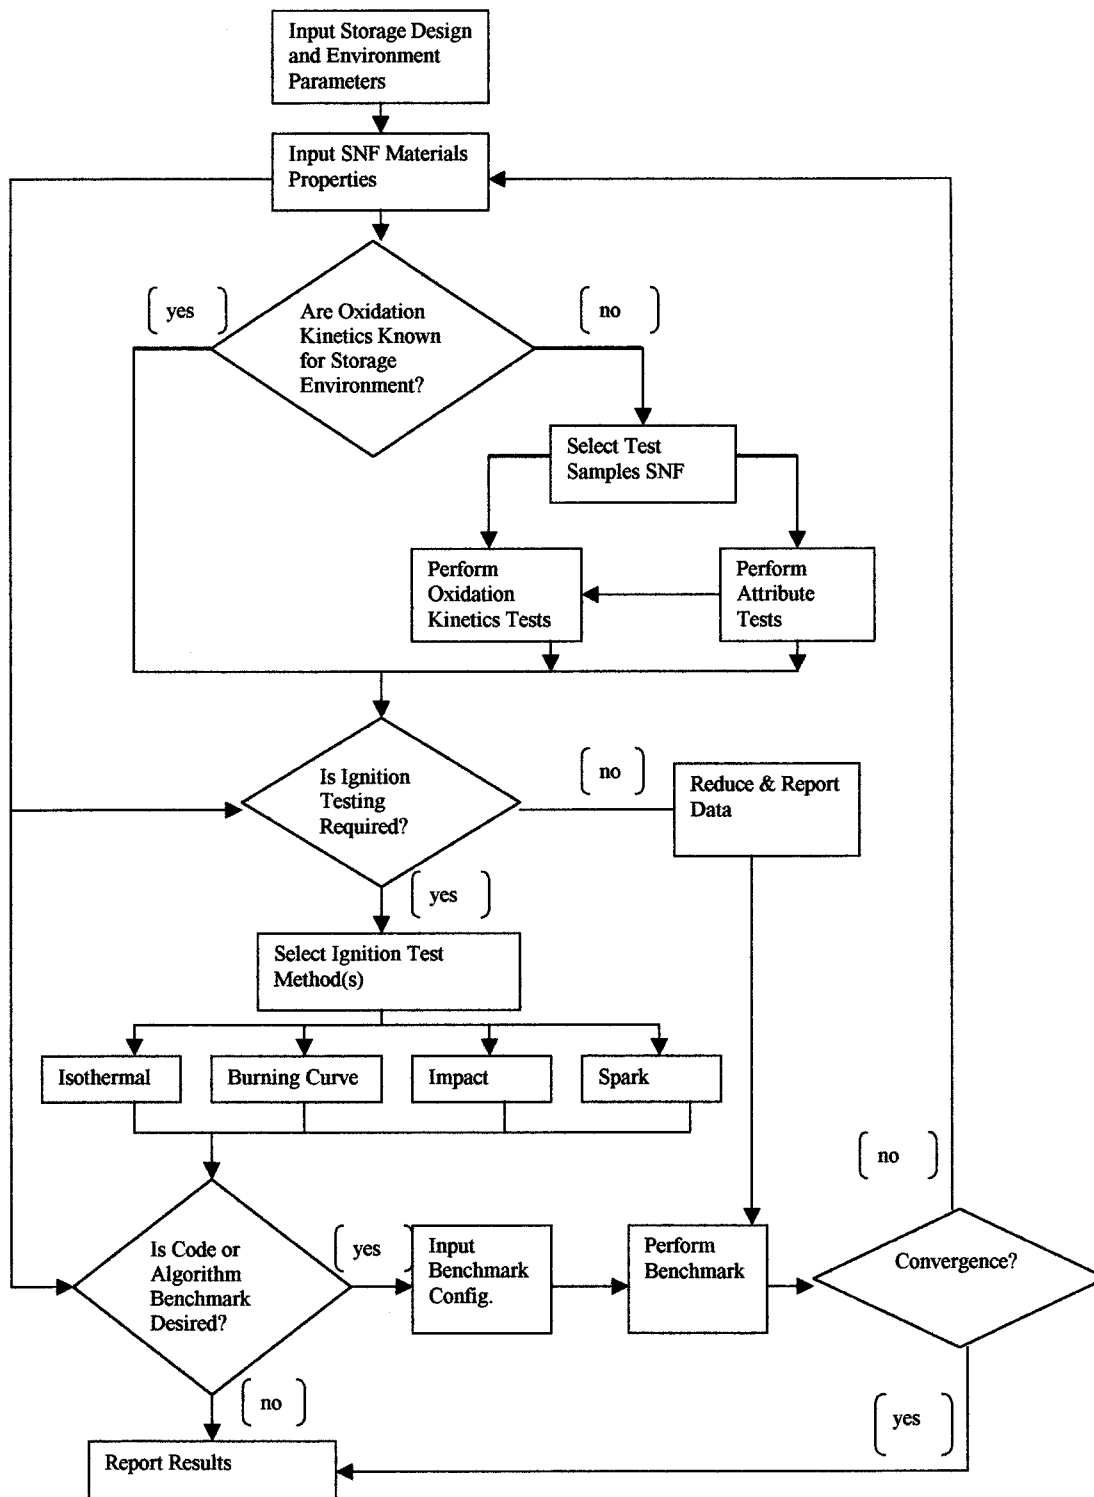 Input Storage Design
and Environment
Parameters
Input SNF Materials
Properties
yes
Are Oxidation
Kinetics Known
for Storage
Environment?
no
Select Test
Samples SNF
Perform
Oxidation
Kinetics Tests
Perform
Attribute
Tests
Is Ignition
Testing
Required?
no
Reduce & Report
Data
yes
Select Ignition Test
Method(s)
Isothermal
Burning Curve
Impact
Spark
no
Is Code or
Algorithm
Benchmark
Desired?
yes
Input
Benchmark
Config.
Perform
Benchmark
Convergence?
no
yes
Report Results